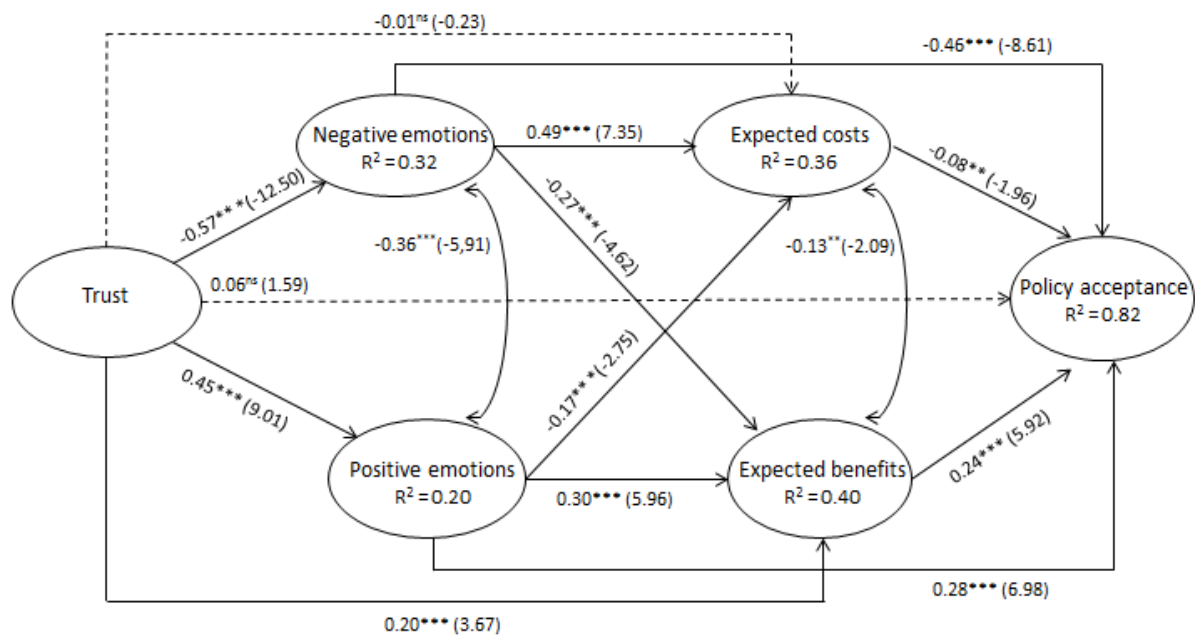 -0.01ⁿˢ (-0.23)
-0.46*** (-8.61)
Negative emotions
R² = 0.32
0.49*** (7.35)
Expected costs
R² = 0.36
-0.08** (-1.96)
-0.57*** (-12.50)
-0.27*** (-4.62)
-0.36*** (-5,91)
-0.13** (-2.09)
Trust
0.06ⁿˢ (1.59)
Policy acceptance
R² = 0.82
-0.17*** (-2.75)
0.45*** (9.01)
0.24*** (5.92)
Positive emotions
R² = 0.20
0.30*** (5.96)
Expected benefits
R² = 0.40
0.28*** (6.98)
0.20*** (3.67)